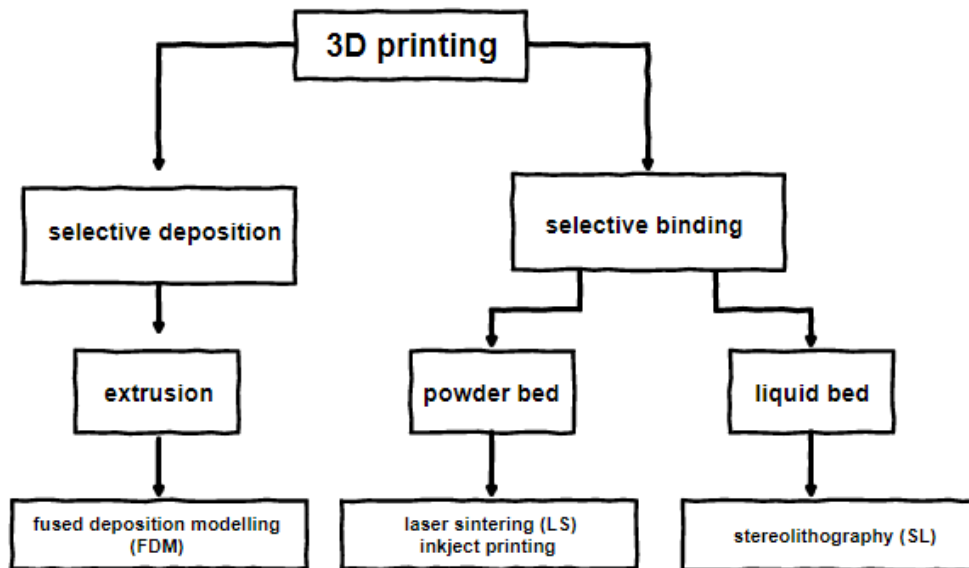 3D printing
selective deposition
selective binding
extrusion
powder bed
liquid bed
fused deposition modelling
(FDM)
laser sintering (LS)
inkject printing
stereolithography (SL)